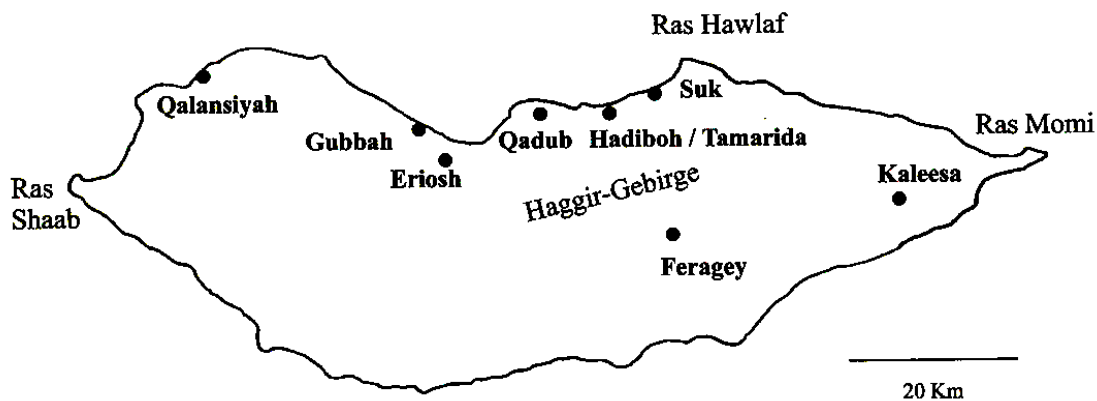 Ras Hawlaf
Qalansiyah
Suk
Gubbah
Qadub
Hadiboh / Tamarida
Ras Momi
Eriosh
Kaleesa
Ras
Shaab
Haggir-Gebirge
Feragey
20 Km